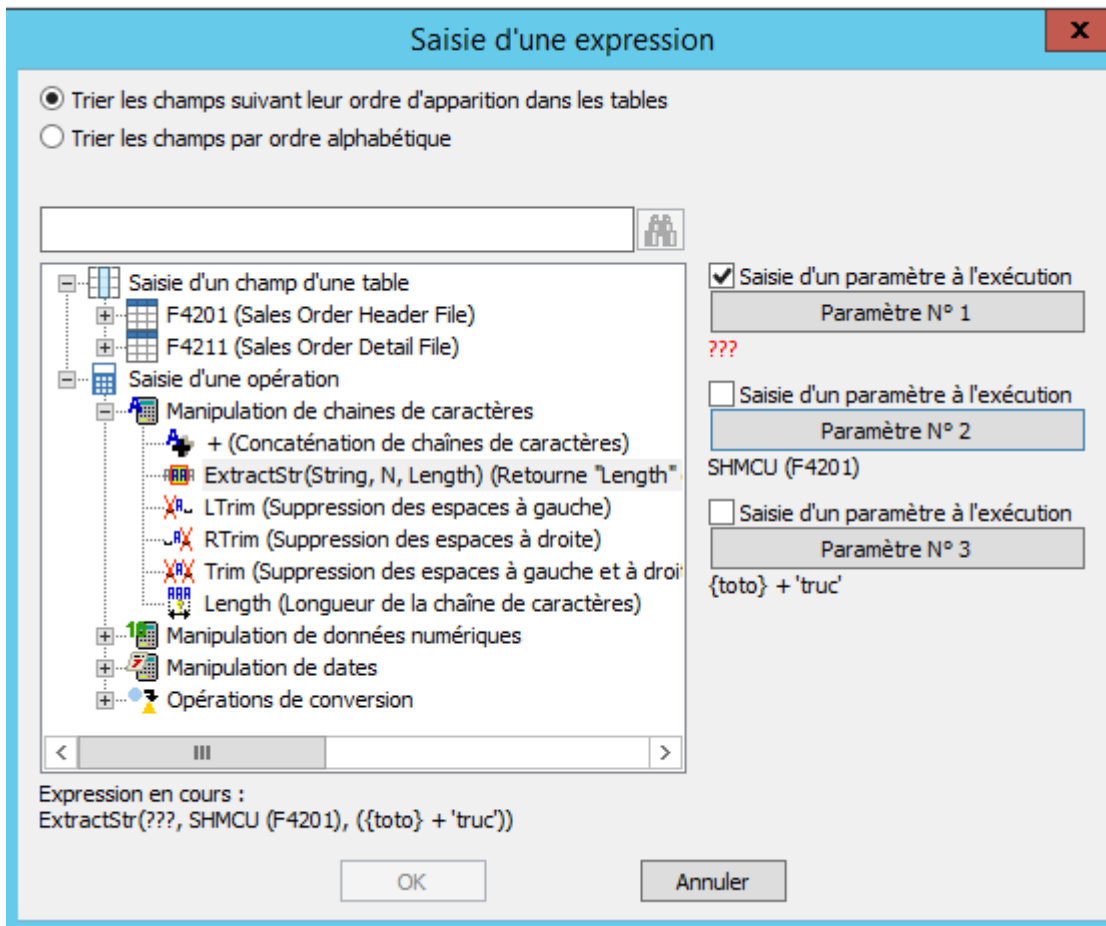 Saisie d'une expression
x
Trier les champs suivant leur ordre d'apparition dans les tables
Trier les champs par ordre alphabétique
Saisie d'un champ d'une table
F4201 (Sales Order Header File)
F4211 (Sales Order Detail File)
Saisie d'une opération
Manipulation de chaines de caractères
+ (Concaténation de chaînes de caractères)
ExtractStr(String, N, Length) (Retourne "Length"
LTrim (Suppression des espaces à gauche)
RTrim (Suppression des espaces à droite)
Trim (Suppression des espaces à gauche et à droi
Length (Longueur de la chaîne de caractères)
Manipulation de données numériques
Manipulation de dates
Opérations de conversion
Saisie d'un paramètre à l'exécution
Paramètre N° 1
???
Saisie d'un paramètre à l'exécution
Paramètre N° 2
SHMCU (F4201)
Saisie d'un paramètre à l'exécution
Paramètre N° 3
{toto} + 'truc'
Expression en cours :
ExtractStr(???, SHMCU (F4201), ({toto} + 'truc'))
OK
Annuler